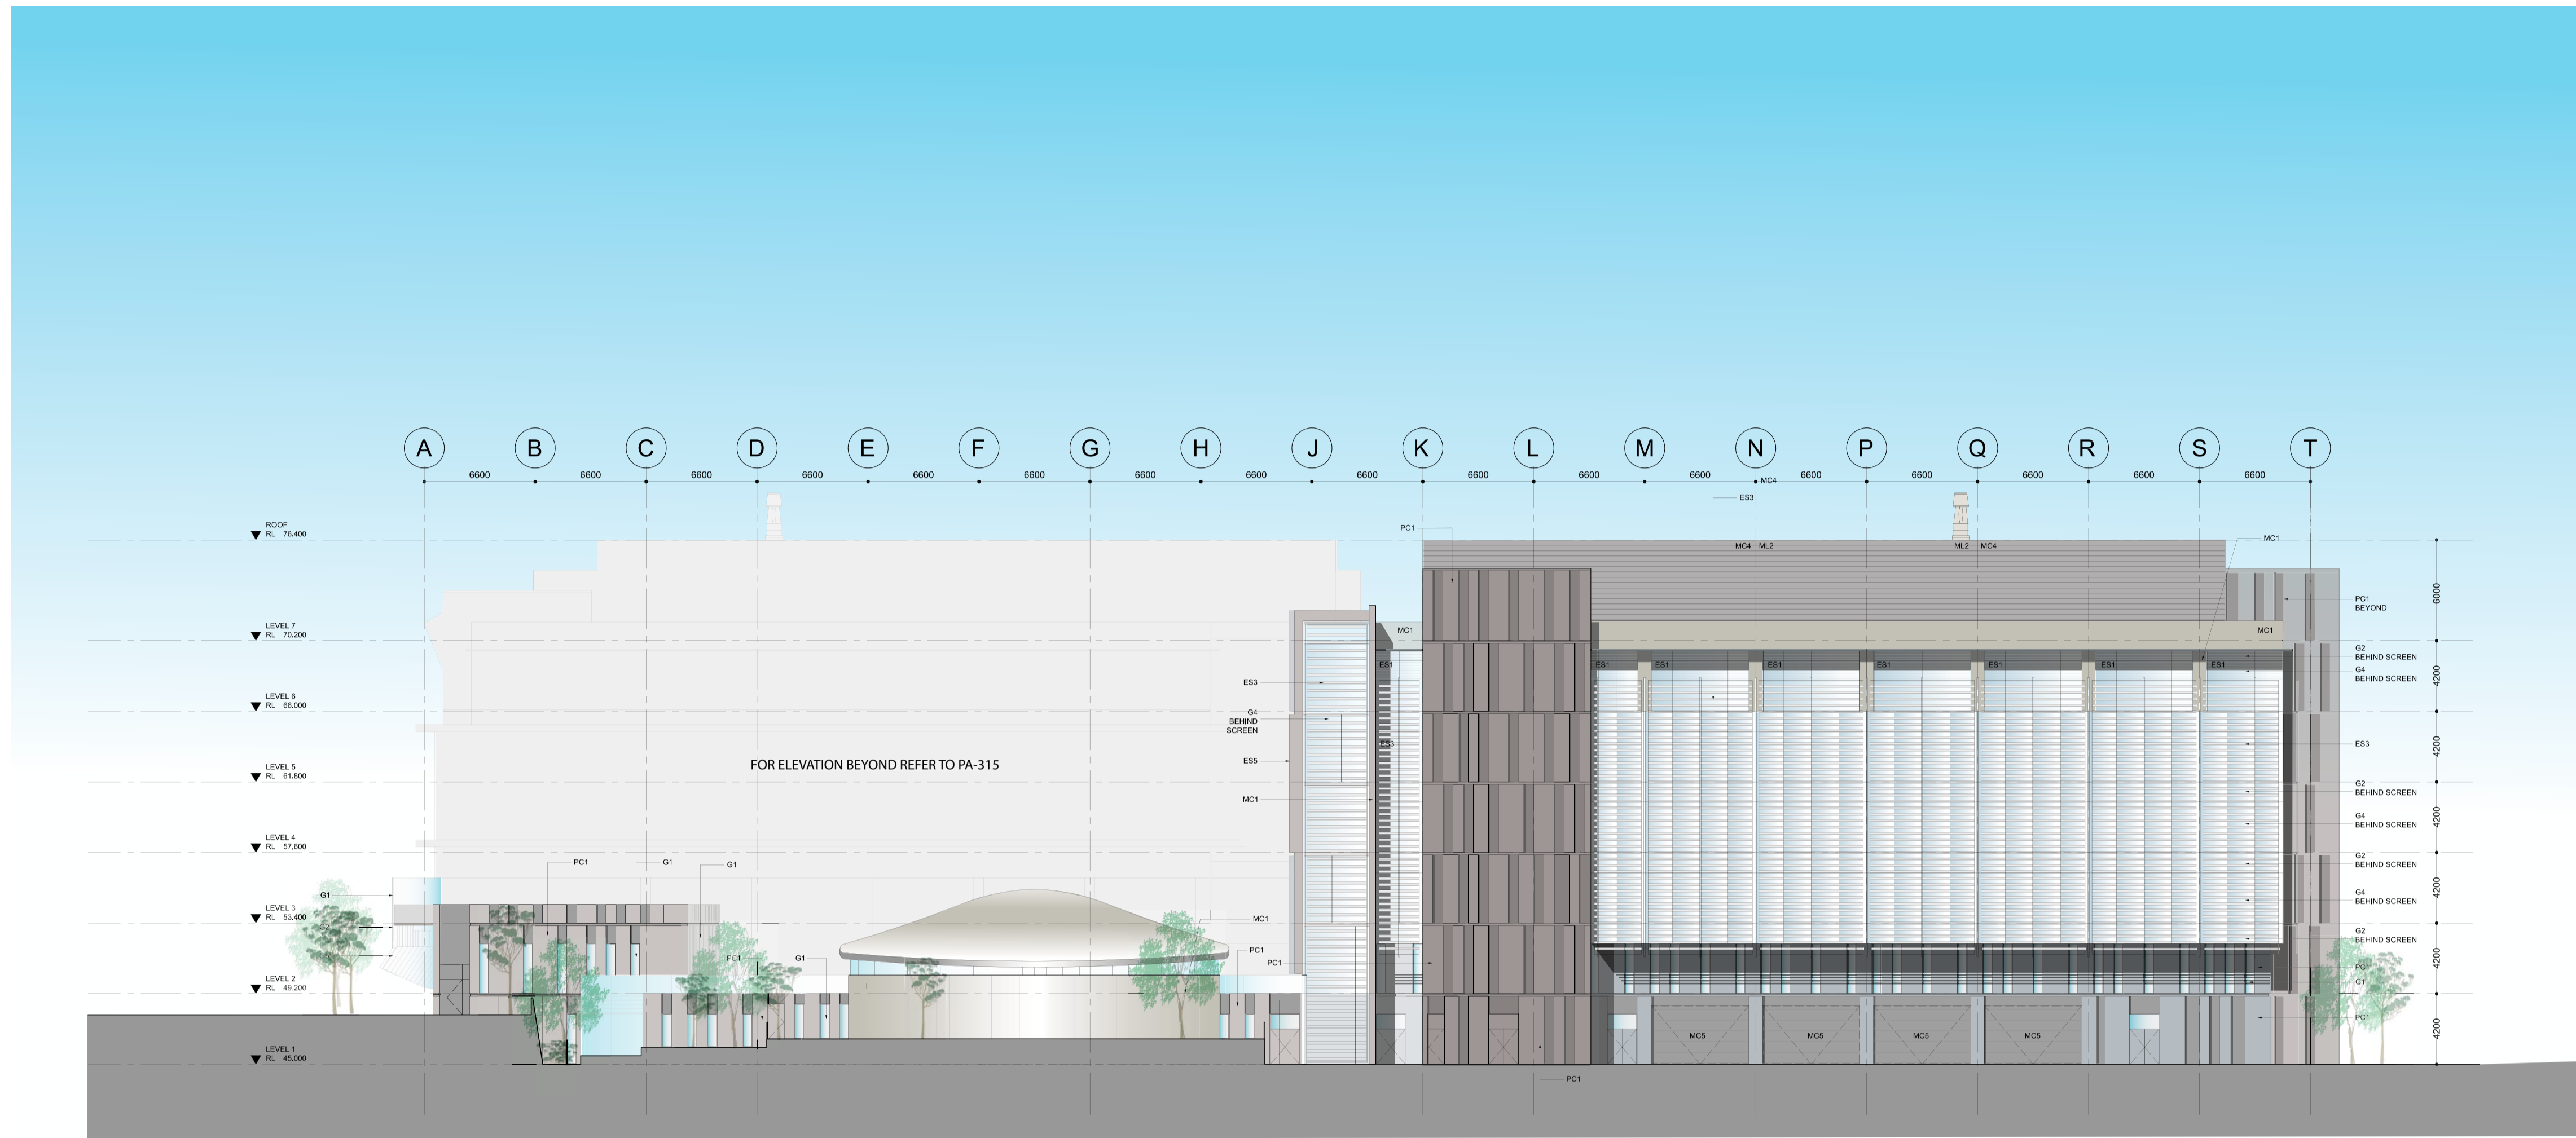 A B C D E F G H J K L M N P Q R S T
6600 6600 6600 6600 6600 6600 6600 6600 6600 6600 6600 6600 6600 6600 6600 6600 6600
MC4
ES3
ROOF
RL 76.400
PC1
MC4 ML2
ML2 MC4
MC1
PC1
BEYOND
6000
LEVEL 7
RL 70.200
MC1
MC1
G2
BEHIND SCREEN
ES1 ES1 ES1 ES1 ES1 ES1 ES1 ES1
G4
BEHIND SCREEN
4200
ES3
LEVEL 6
RL 66.000
G4
BEHIND
SCREEN
ES3
ES3
4200
ES5
FOR ELEVATION BEYOND REFER TO PA-315
LEVEL 5
RL 61.800
G2
BEHIND SCREEN
MC1
G4
BEHIND SCREEN
4200
LEVEL 4
RL 57.600
PC1
G1
G1
G2
BEHIND SCREEN
4200
G1
G4
BEHIND SCREEN
LEVEL 3
RL 53.400
MC1
G2
BEHIND SCREEN
PC1
PC1
G1
PC1
PC1
4200
G1
LEVEL 2
RL 49.200
PC1
MC5 MC5 MC5 MC5
4200
LEVEL 1
RL 45.000
PC1